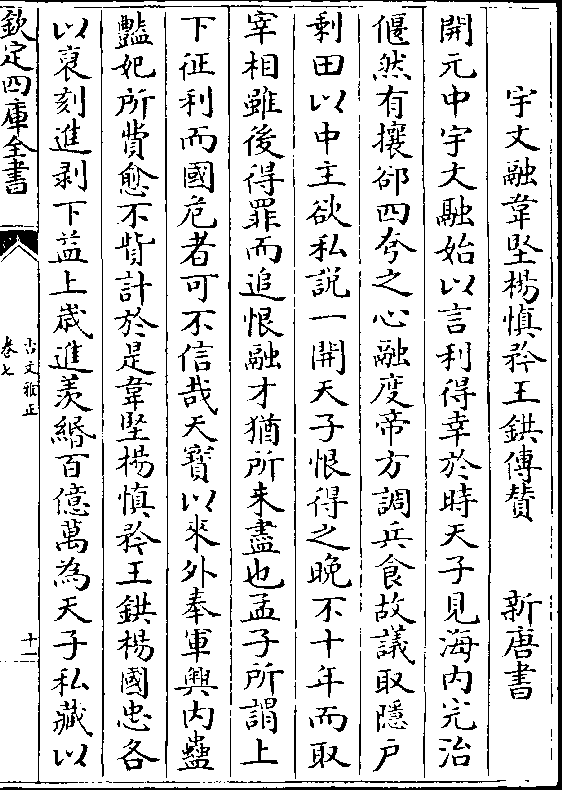 宇文融韋堅楊慎矜王鉷傳贊 新唐書
開元中宇文融始以言利得幸於時天子見海内完治
偃然有攘卻四夸之心融度帝方調兵食故議取隱户
剩田以中主欲私説一開天子恨得之晚不十年而取
宰相雖後得罪而追恨融才猶所未盡也孟子所謂上
下征利而國危者可不信哉天寳以來外奉軍興内蠱
豔妃所費愈不貲計於是韋堅楊慎矜王鉷楊國忠各
以裒刻進剥下益上歳進羨緡百億萬為天子私藏以
欽定四庫全書
古文雅正
卷七
十一